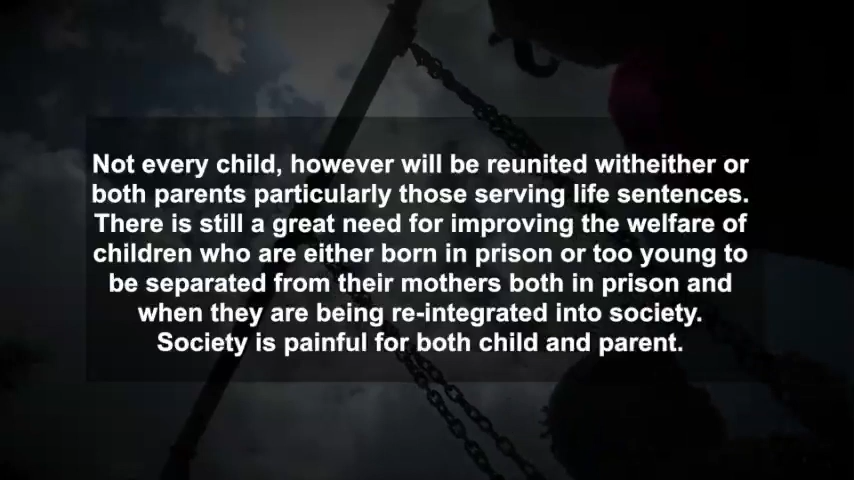 Not every child, however will be reunited witheither or
both parents particularly those serving life sentences.
There is still a great need for improving the welfare of
children who are either born in prison or too young to
be separated from their mothers both in prison and
when they are being re-integrated into society.
Society is painful for both child and parent.